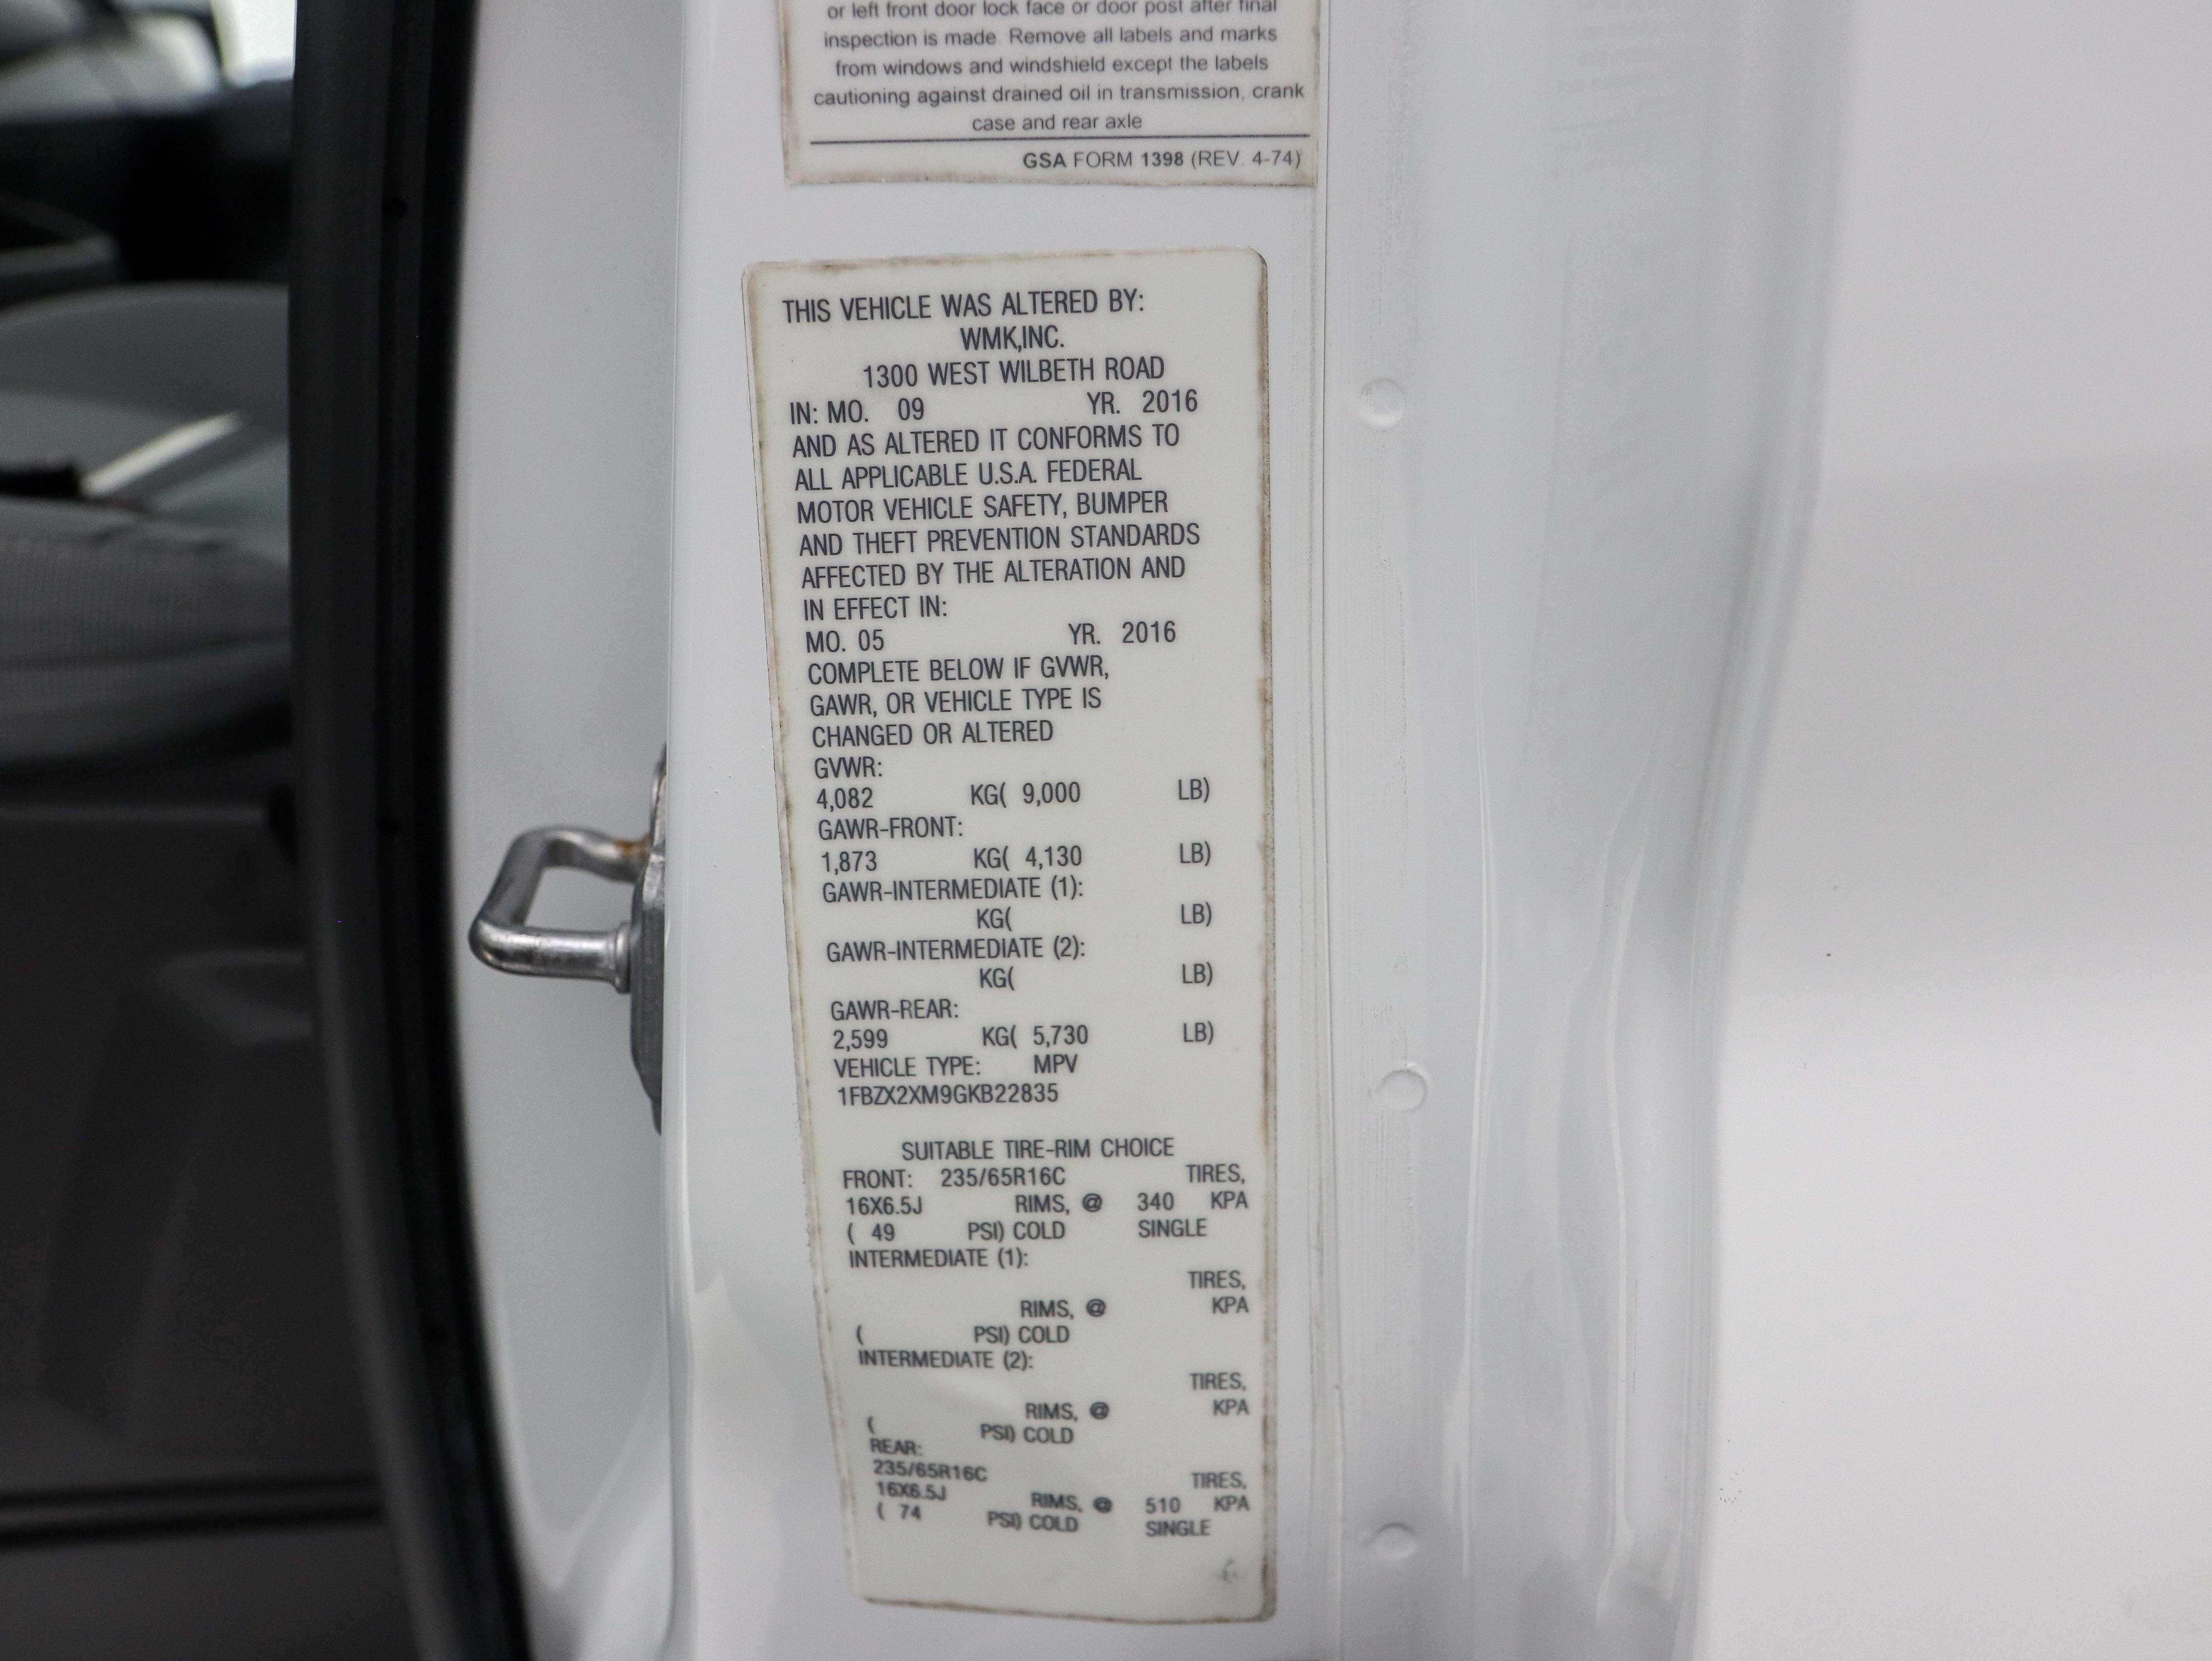 or left front door lock face or door post after final
inspection is made. Remove all labels and marks
from windows and windshield except the labels
cautioning against drained oil in transmission, crank
case and rear axle
GSA FORM 1398 (REV. 4-74)
THIS VEHICLE WAS ALTERED BY:
WMK,INC.
1300 WEST WILBETH ROAD
IN: MO. 09 YR. 2016
AND AS ALTERED IT CONFORMS TO
ALL APPLICABLE U.S.A. FEDERAL
MOTOR VEHICLE SAFETY, BUMPER
AND THEFT PREVENTION STANDARDS
AFFECTED BY THE ALTERATION AND
IN EFFECT IN:
MO. 05 YR. 2016
COMPLETE BELOW IF GVWR,
GAWR, OR VEHICLE TYPE IS
CHANGED OR ALTERED
GVWR:
4,082 KG( 9,000 LB)
GAWR-FRONT:
1,873 KG( 4,130 LB)
GAWR-INTERMEDIATE (1):
KG( LB)
GAWR-INTERMEDIATE (2):
KG( LB)
GAWR-REAR:
2,599 KG( 5,730 LB)
VEHICLE TYPE: MPV
1FBZX2XM9GKB22835
SUITABLE TIRE-RIM CHOICE
FRONT: 235/65R16C TIRES,
16X6.5J RIMS, @ 340 KPA
( 49 PSI) COLD SINGLE
INTERMEDIATE (1):
TIRES,
RIMS, @ KPA
( PSI) COLD
INTERMEDIATE (2):
TIRES,
RIMS, @ KPA
( PSI) COLD
REAR:
235/65R16C TIRES,
16X6.5J RIMS, @ 510 KPA
( 74 PSI) COLD SINGLE